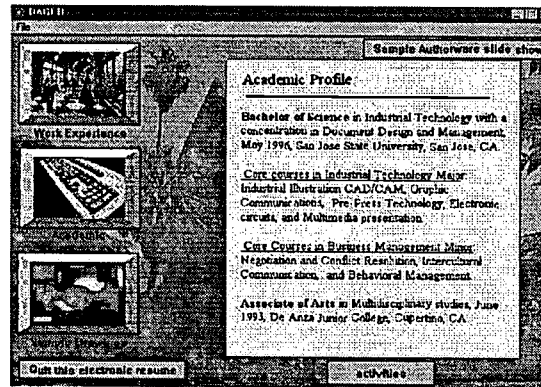 File
Sample Autherware slide show
Work Experience
Academic Profile
Bachelor of Science in Industrial Technology with a
concentration in Document Design and Management,
May 1996, San Jose State University, San Jose, CA.
Core courses in Industrial Technology Major:
Industrial Illustration CAD/CAM, Graphic
Communications, Pre-Press Technology, Electronic
circuits, and Multimedia presentation.
Core Courses in Business Management Minor:
Negotiation and Conflict Resolution, Intercultural
Communication, and Behavioral Management.
Associate of Arts in Multidisciplinary studies, June
1993, De Anza Junior College, Cupertino, CA.
Quit this electronic resume
activities